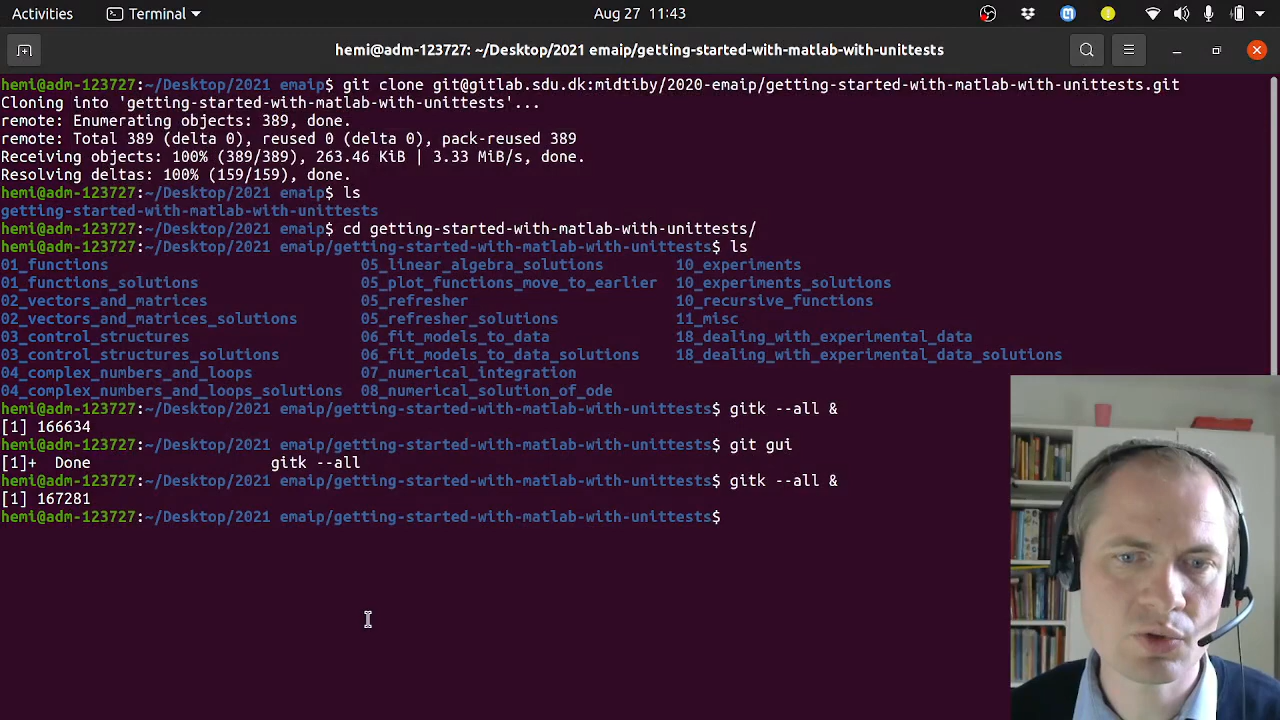 Activities Terminal Aug 27 11:43
hemi@adm-123727: ~/Desktop/2021 emaip/getting-started-with-matlab-with-unittests
hemi@adm-123727:~/Desktop/2021 emaip$ git clone git@gitlab.sdu.dk:midtiby/2020-emaip/getting-started-with-matlab-with-unittests.git
Cloning into 'getting-started-with-matlab-with-unittests'...
remote: Enumerating objects: 389, done.
remote: Total 389 (delta 0), reused 0 (delta 0), pack-reused 389
Receiving objects: 100% (389/389), 263.46 KiB | 3.33 MiB/s, done.
Resolving deltas: 100% (159/159), done.
hemi@adm-123727:~/Desktop/2021 emaip$ ls
getting-started-with-matlab-with-unittests
hemi@adm-123727:~/Desktop/2021 emaip$ cd getting-started-with-matlab-with-unittests/
hemi@adm-123727:~/Desktop/2021 emaip/getting-started-with-matlab-with-unittests$ ls
01_functions 05_linear_algebra_solutions 10_experiments
01_functions_solutions 05_plot_functions_move_to_earlier 10_experiments_solutions
02_vectors_and_matrices 05_refresher 10_recursive_functions
02_vectors_and_matrices_solutions 05_refresher_solutions 11_misc
03_control_structures 06_fit_models_to_data 18_dealing_with_experimental_data
03_control_structures_solutions 06_fit_models_to_data_solutions 18_dealing_with_experimental_data_solutions
04_complex_numbers_and_loops 07_numerical_integration
04_complex_numbers_and_loops_solutions 08_numerical_solution_of_ode
hemi@adm-123727:~/Desktop/2021 emaip/getting-started-with-matlab-with-unittests$ gitk --all &
[1] 166634
hemi@adm-123727:~/Desktop/2021 emaip/getting-started-with-matlab-with-unittests$ git gui
[1]+ Done gitk --all
hemi@adm-123727:~/Desktop/2021 emaip/getting-started-with-matlab-with-unittests$ gitk --all &
[1] 167281
hemi@adm-123727:~/Desktop/2021 emaip/getting-started-with-matlab-with-unittests$